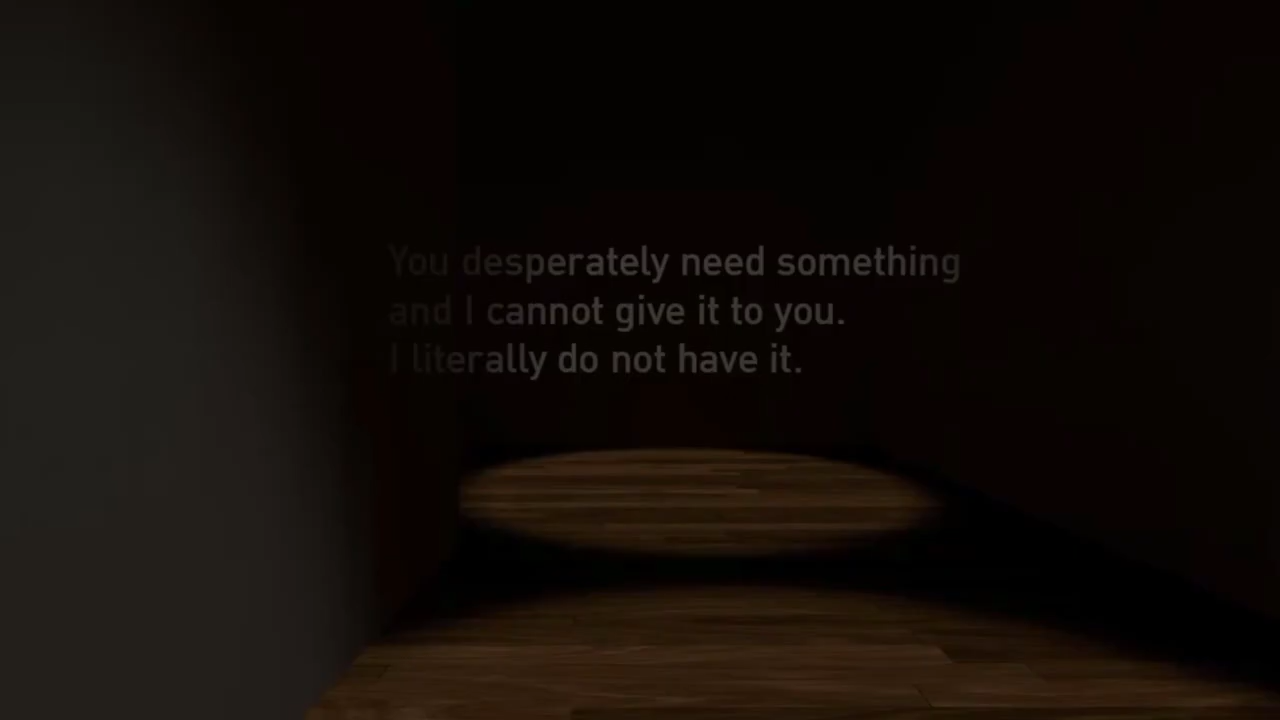 You desperately need something
and I cannot give it to you.
I literally do not have it.